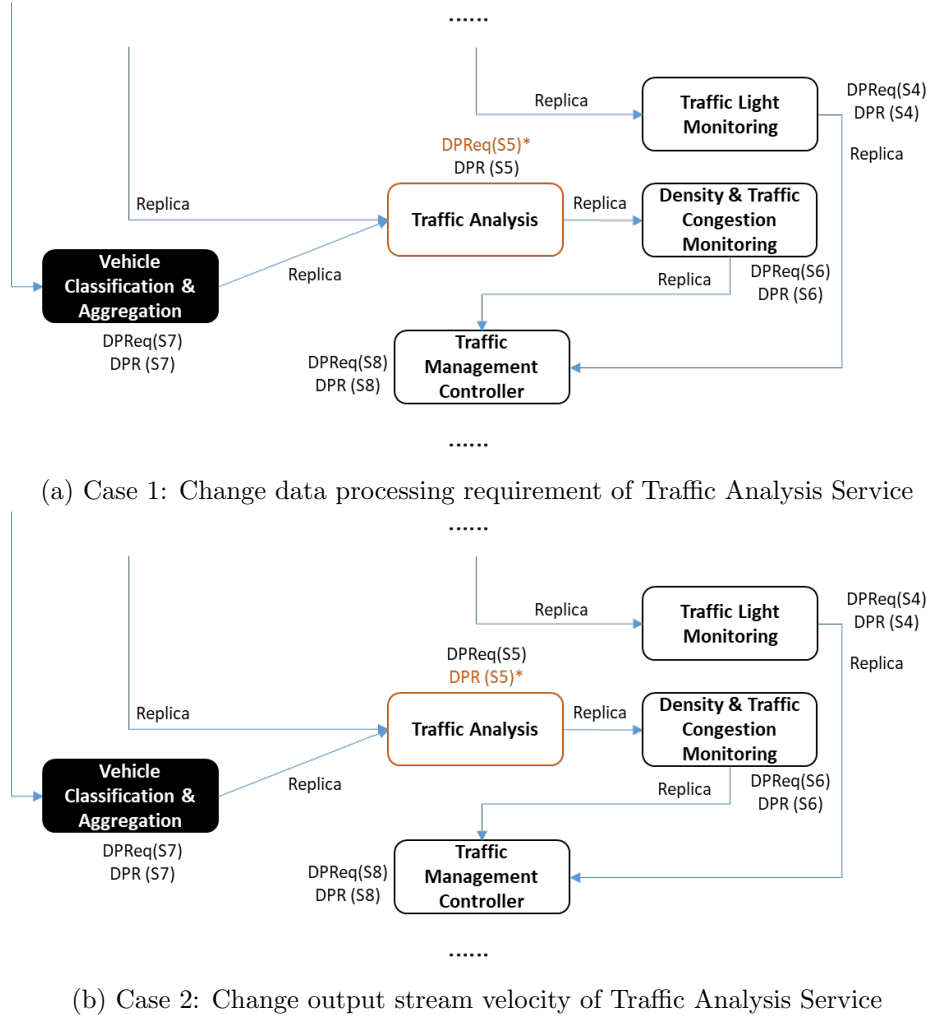 ......
Replica
Traffic Light
Monitoring
DPReq(S4)
DPR (S4)
Replica
DPReq(S5)*
DPR (S5)
Replica
Traffic Analysis
Replica
Density & Traffic
Congestion
Monitoring
Vehicle
Classification &
Aggregation
Replica
Replica
DPReq(S6)
DPR (S6)
DPReq(S7)
DPR (S7)
DPReq(S8)
DPR (S8)
Traffic
Management
Controller
......
(a) Case 1: Change data processing requirement of Traffic Analysis Service
......
Replica
Traffic Light
Monitoring
DPReq(S4)
DPR (S4)
Replica
DPReq(S5)
DPR (S5)*
Replica
Traffic Analysis
Replica
Density & Traffic
Congestion
Monitoring
Vehicle
Classification &
Aggregation
Replica
Replica
DPReq(S6)
DPR (S6)
DPReq(S7)
DPR (S7)
DPReq(S8)
DPR (S8)
Traffic
Management
Controller
......
(b) Case 2: Change output stream velocity of Traffic Analysis Service